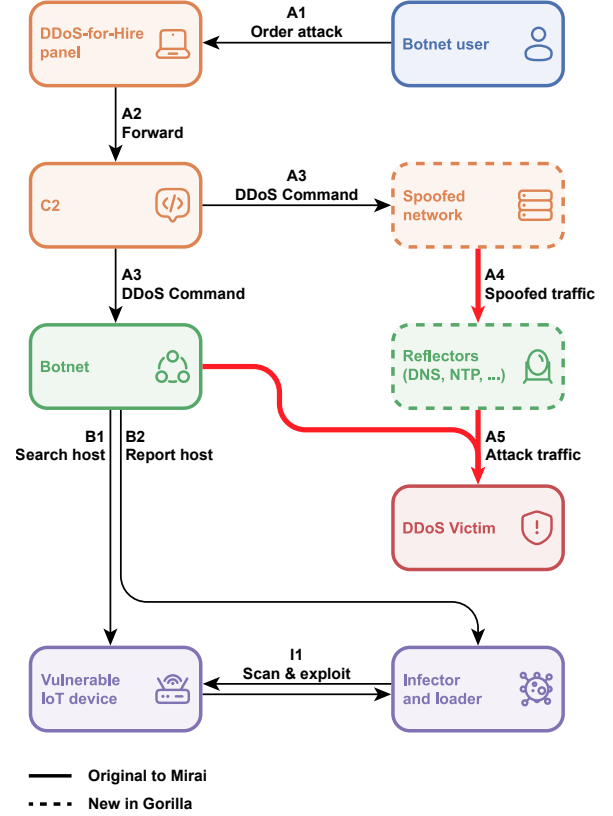 A1
Order attack
DDoS-for-Hire
panel
Botnet user
A2
Forward
A3
DDoS Command
C2
Spoofed
network
A3
DDoS Command
A4
Spoofed traffic
Botnet
Reflectors
(DNS, NTP, ...)
B1
Search host
B2
Report host
A5
Attack traffic
DDoS Victim
I1
Scan & exploit
Vulnerable
IoT device
Infector
and loader
Original to Mirai
New in Gorilla